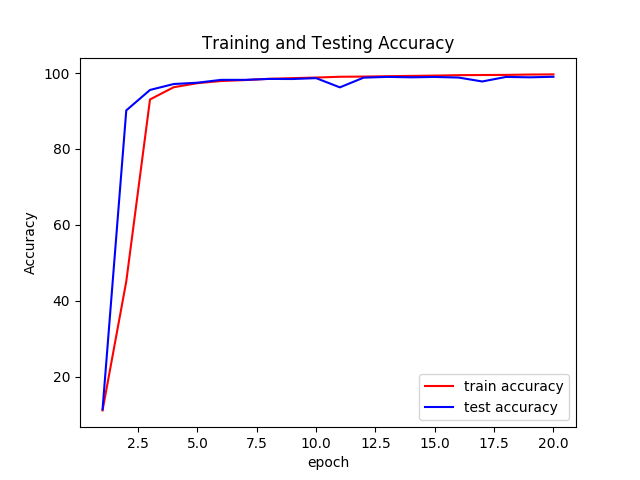 Training and Testing Accuracy
Accuracy
100
80
60
40
20
train accuracy
test accuracy
2.5 5.0 7.5 10.0 12.5 15.0 17.5 20.0
epoch